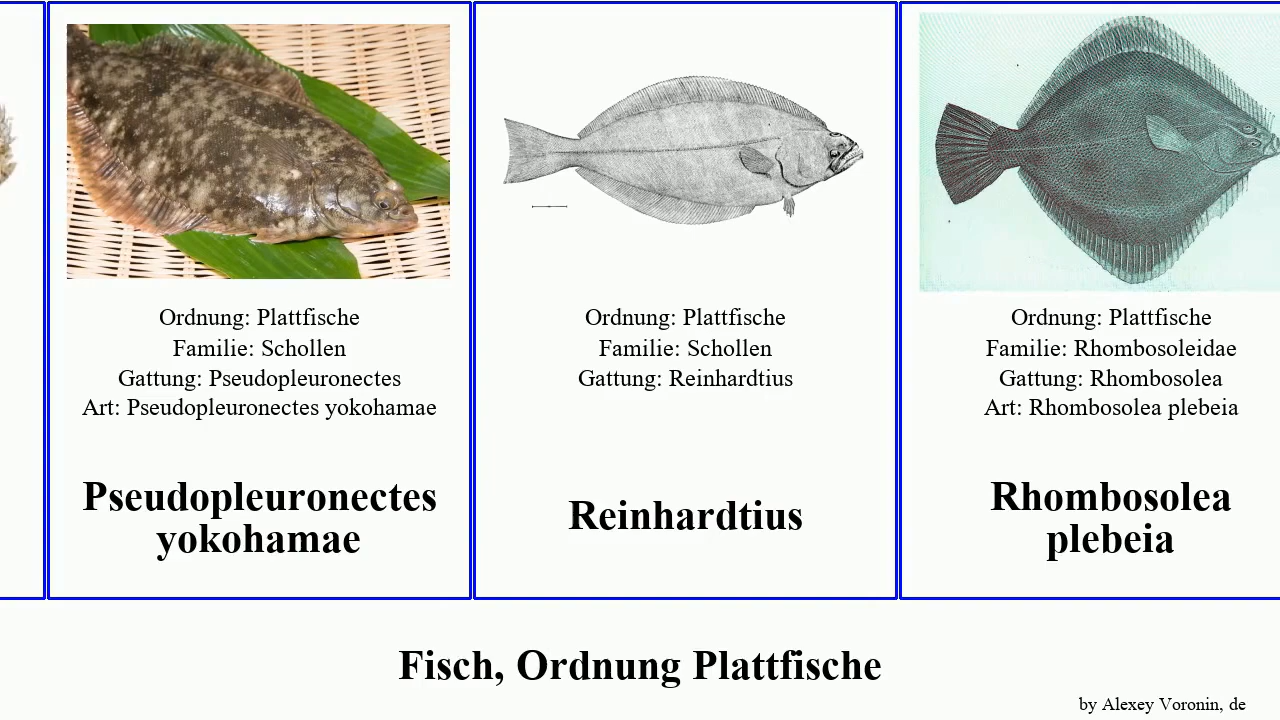 Ordnung: Plattfische
Familie: Schollen
Gattung: Pseudopleuronectes
Art: Pseudopleuronectes yokohamae
Pseudopleuronectes
yokohamae
Ordnung: Plattfische
Familie: Schollen
Gattung: Reinhardtius
Reinhardtius
Ordnung: Plattfische
Familie: Rhombosoleidae
Gattung: Rhombosolea
Art: Rhombosolea plebeia
Rhombosolea
plebeia
Fisch, Ordnung Plattfische
by Alexey Voronin, de